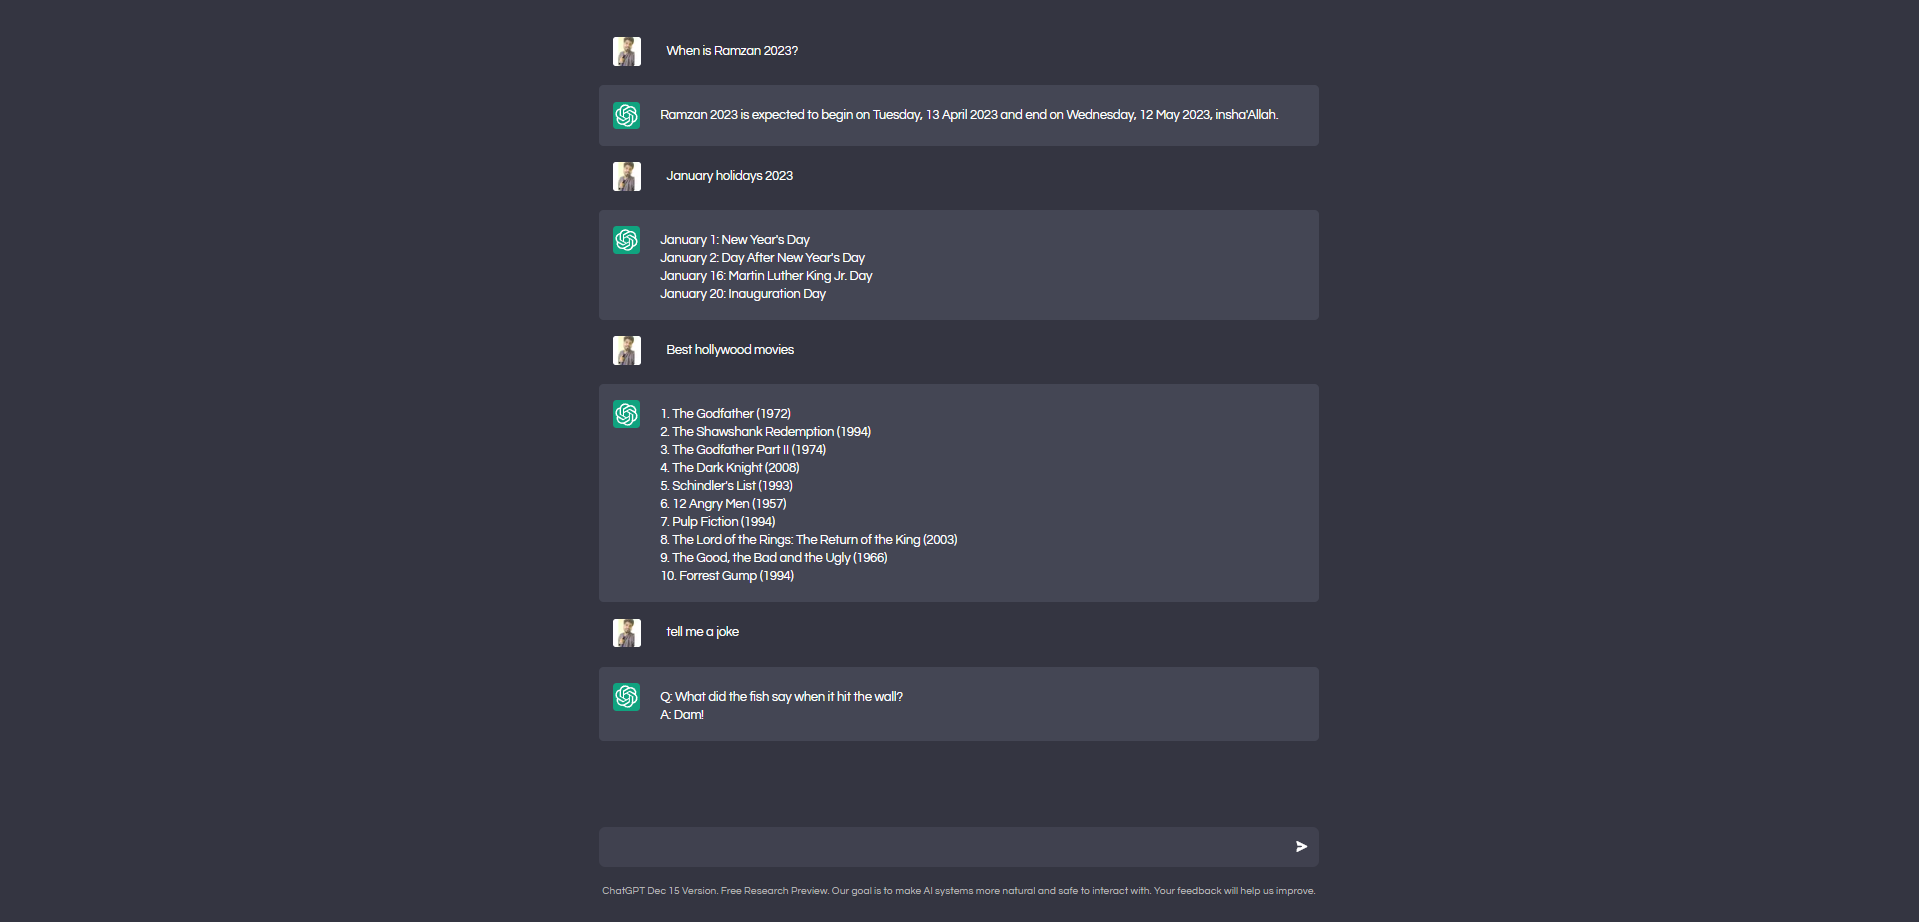 When is Ramzan 2023?
Ramzan 2023 is expected to begin on Tuesday, 13 April 2023 and end on Wednesday, 12 May 2023, insha'Allah.
January holidays 2023
January 1: New Year's Day
January 2: Day After New Year's Day
January 16: Martin Luther King Jr. Day
January 20: Inauguration Day
Best hollywood movies
1. The Godfather (1972)
2. The Shawshank Redemption (1994)
3. The Godfather Part II (1974)
4. The Dark Knight (2008)
5. Schindler's List (1993)
6. 12 Angry Men (1957)
7. Pulp Fiction (1994)
8. The Lord of the Rings: The Return of the King (2003)
9. The Good, the Bad and the Ugly (1966)
10. Forrest Gump (1994)
tell me a joke
Q: What did the fish say when it hit the wall?
A: Dam!
ChatGPT Dec 15 Version. Free Research Preview. Our goal is to make AI systems more natural and safe to interact with. Your feedback will help us improve.